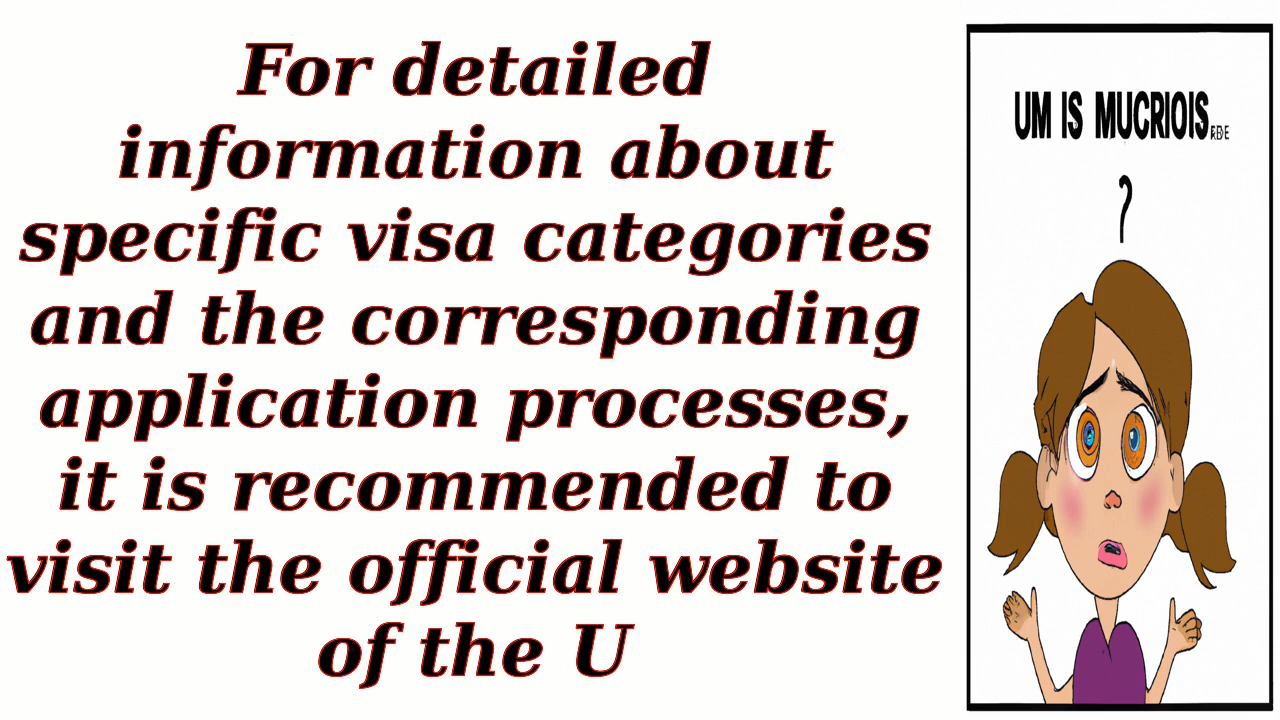 For detailed
information about
specific visa categories
and the corresponding
application processes,
it is recommended to
visit the official website
of the U
UM IS MUCRIOIS
?